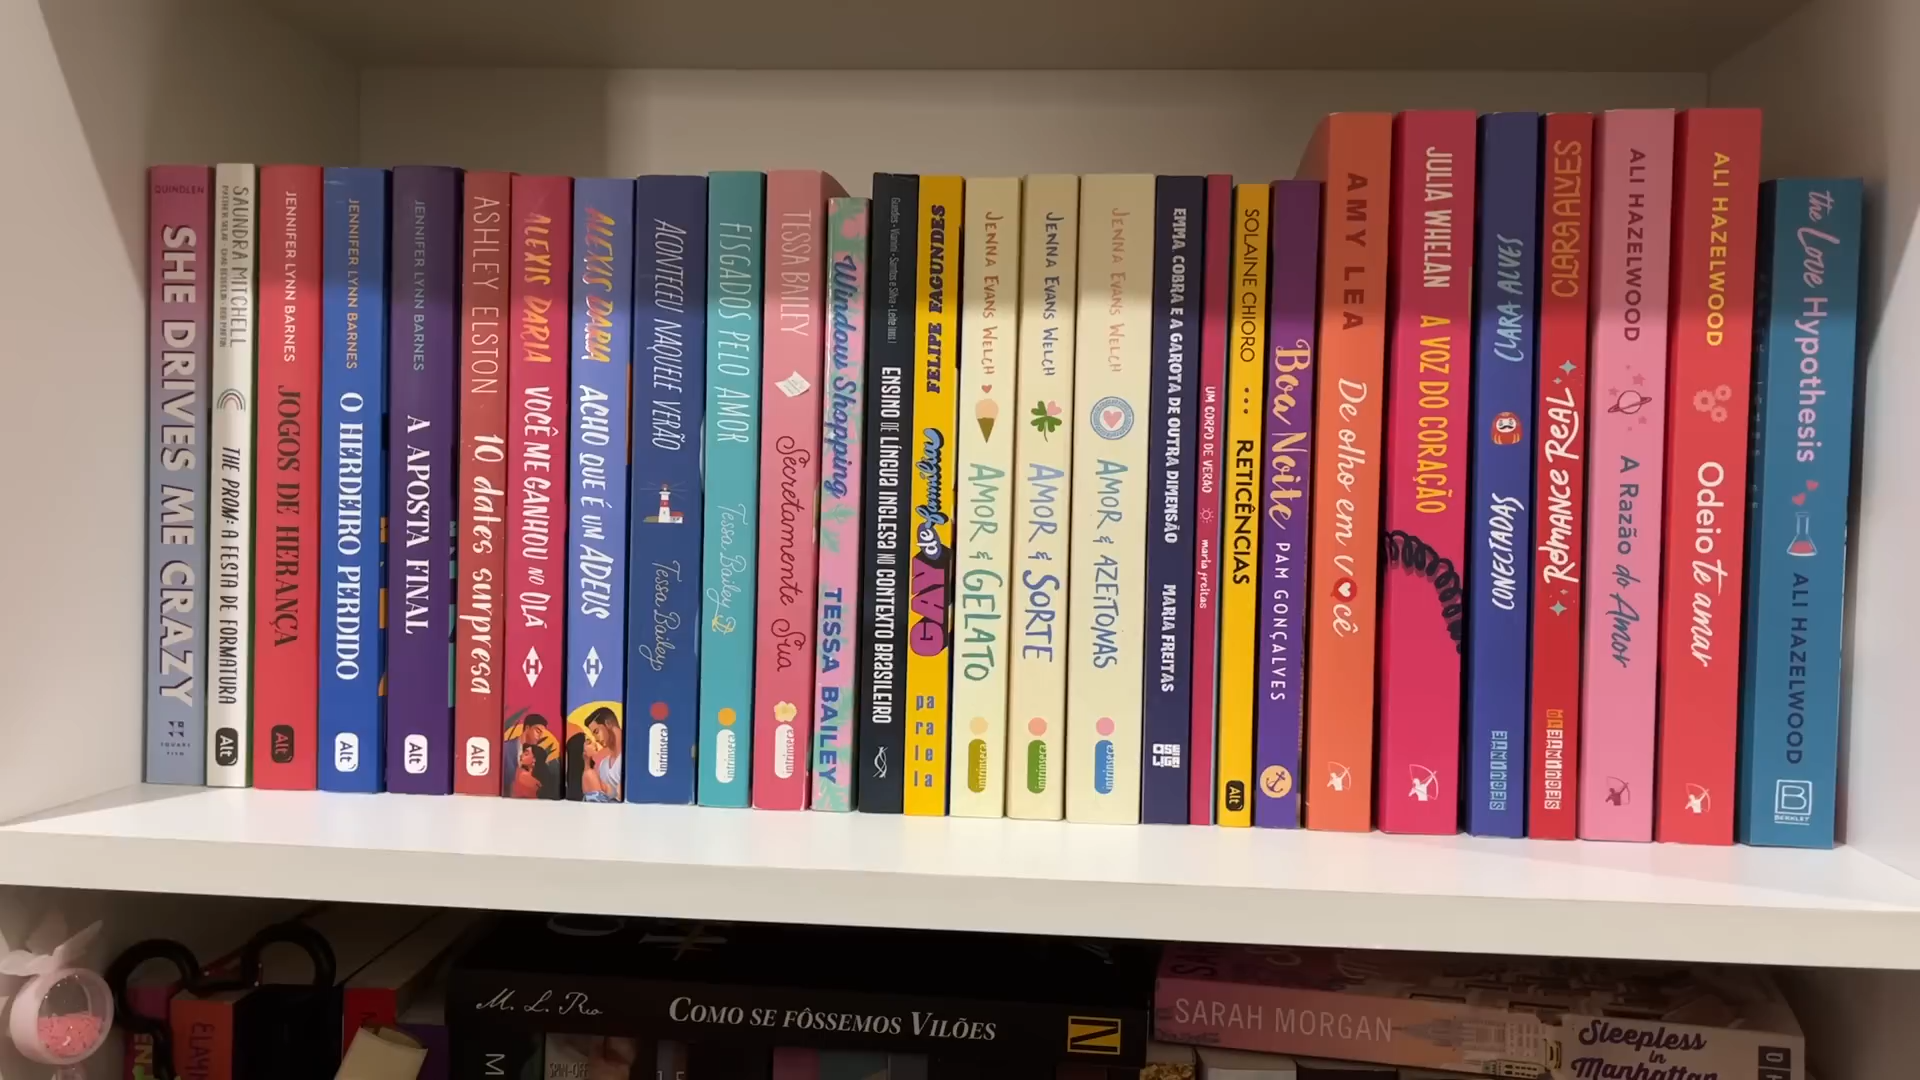 QUINDLEN SHE DRIVES ME CRAZY SQUARE FISH
SAUNDRA MITCHELL THE PROM: A FESTA DE FORMATURA Alt
JENNIFER LYNN BARNES JOGOS DE HERANÇA Alt
JENNIFER LYNN BARNES O HERDEIRO PERDIDO Alt
JENNIFER LYNN BARNES A APOSTA FINAL Alt
ASHLEY ELSTON 10 dates surpresa Alt
ALEXIS DARIA VOCÊ ME GANHOU NO OLÁ
ALEXIS DARIA ACHO QUE É UM ADEUS
ACONTECEU NAQUELE VERÃO Tessa Bailey
FISGADOS PELO AMOR Tessa Bailey
TESSA BAILEY Secretamente Sua
Window Shopping TESSA BAILEY
ENSINO DE LÍNGUA INGLESA NO CONTEXTO BRASILEIRO
FELIPE FAGUNDES GAY de família paralela
JENNA EVANS WELCH AMOR & GELATO
JENNA EVANS WELCH AMOR & SORTE
JENNA EVANS WELCH AMOR & AZEITONAS
EMMA, COBRA E A GAROTA DE OUTRA DIMENSÃO MARIA FREITAS
UM CORPO DE VERÃO maria freitas
SOLAINE CHIORO ... RETICÊNCIAS Alt
Boa Noite PAM GONÇALVES
AMY LEA De olho em você
JULIA WHELAN A VOZ DO CORAÇÃO
CLARA ALVES CONECTADAS
CLARA ALVES ROMANCE REAL
ALI HAZELWOOD A Razão do Amor
ALI HAZELWOOD Odeio te amar
the Love Hypothesis ALI HAZELWOOD B BERKLEY
M. L. Rio COMO SE FÔSSEMOS VILÕES
SARAH MORGAN Sleepless in Manhattan